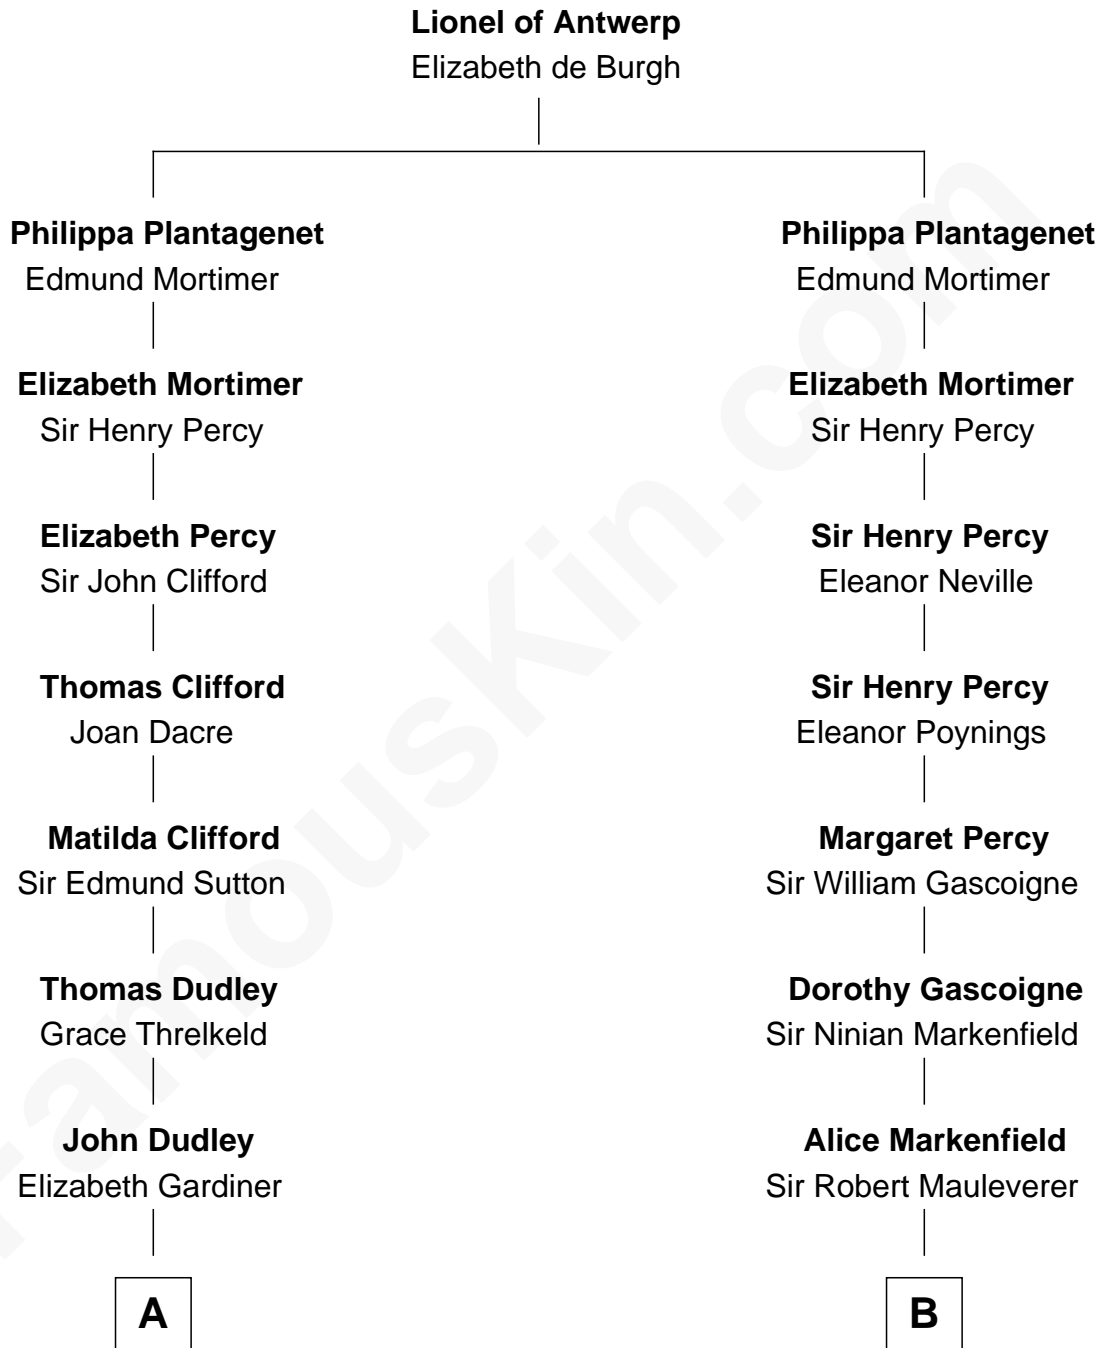 Lionel of Antwerp
Elizabeth de Burgh
Philippa Plantagenet
Edmund Mortimer
Elizabeth Mortimer
Sir Henry Percy
Elizabeth Percy
Sir John Clifford
Thomas Clifford
Joan Dacre
Matilda Clifford
Sir Edmund Sutton
Thomas Dudley
Grace Threlkeld
John Dudley
Elizabeth Gardiner
A
Philippa Plantagenet
Edmund Mortimer
Elizabeth Mortimer
Sir Henry Percy
Sir Henry Percy
Eleanor Neville
Sir Henry Percy
Eleanor Poynings
Margaret Percy
Sir William Gascoigne
Dorothy Gascoigne
Sir Ninian Markenfield
Alice Markenfield
Sir Robert Mauleverer
B
FamousKin.com